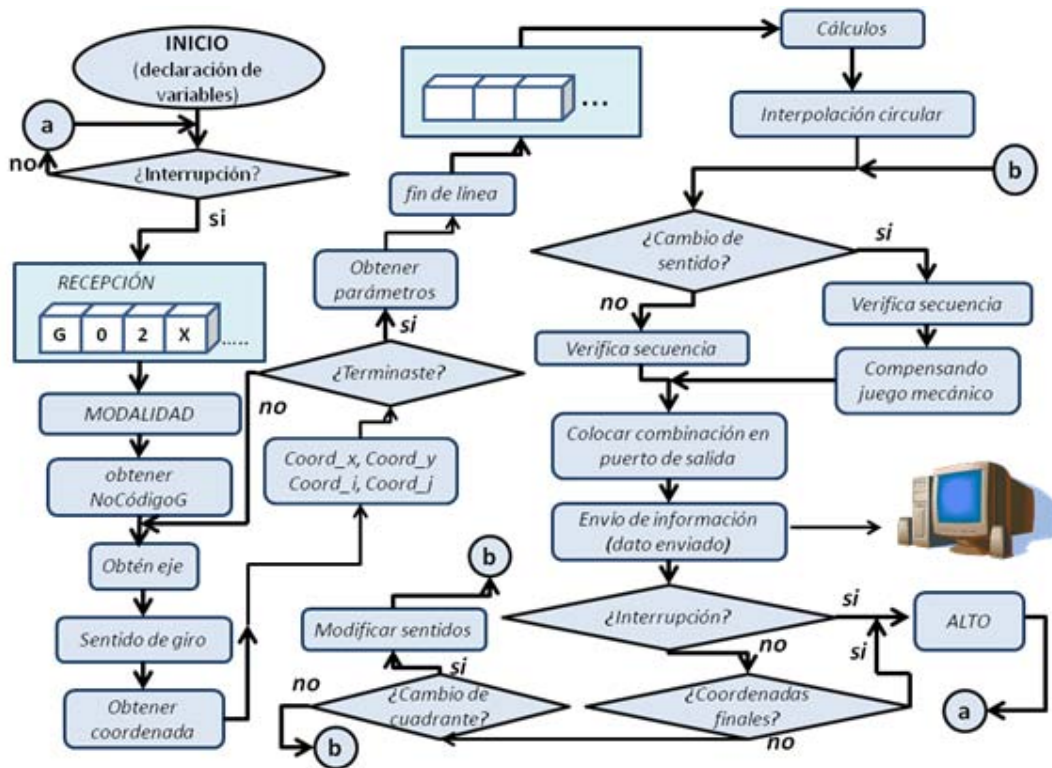 INICIO
(declaración de
variables)
a
no
¿Interrupción?
si
RECEPCIÓN
G 0 2 X .....
MODALIDAD
obtener
NoCódigoG
Obtén eje
Sentido de giro
Obtener
coordenada
Coord_x, Coord_y
Coord_i, Coord_j
¿Terminaste?
no
si
Obtener
parámetros
fin de línea
...
Cálculos
Interpolación circular
b
¿Cambio de
sentido?
si
no
Verifica secuencia
Verifica secuencia
Compensando
juego mecánico
Colocar combinación en
puerto de salida
Envío de información
(dato enviado)
¿Interrupción?
si
no
ALTO
a
¿Coordenadas
finales?
si
no
¿Cambio de
cuadrante?
si
no
Modificar sentidos
b
b